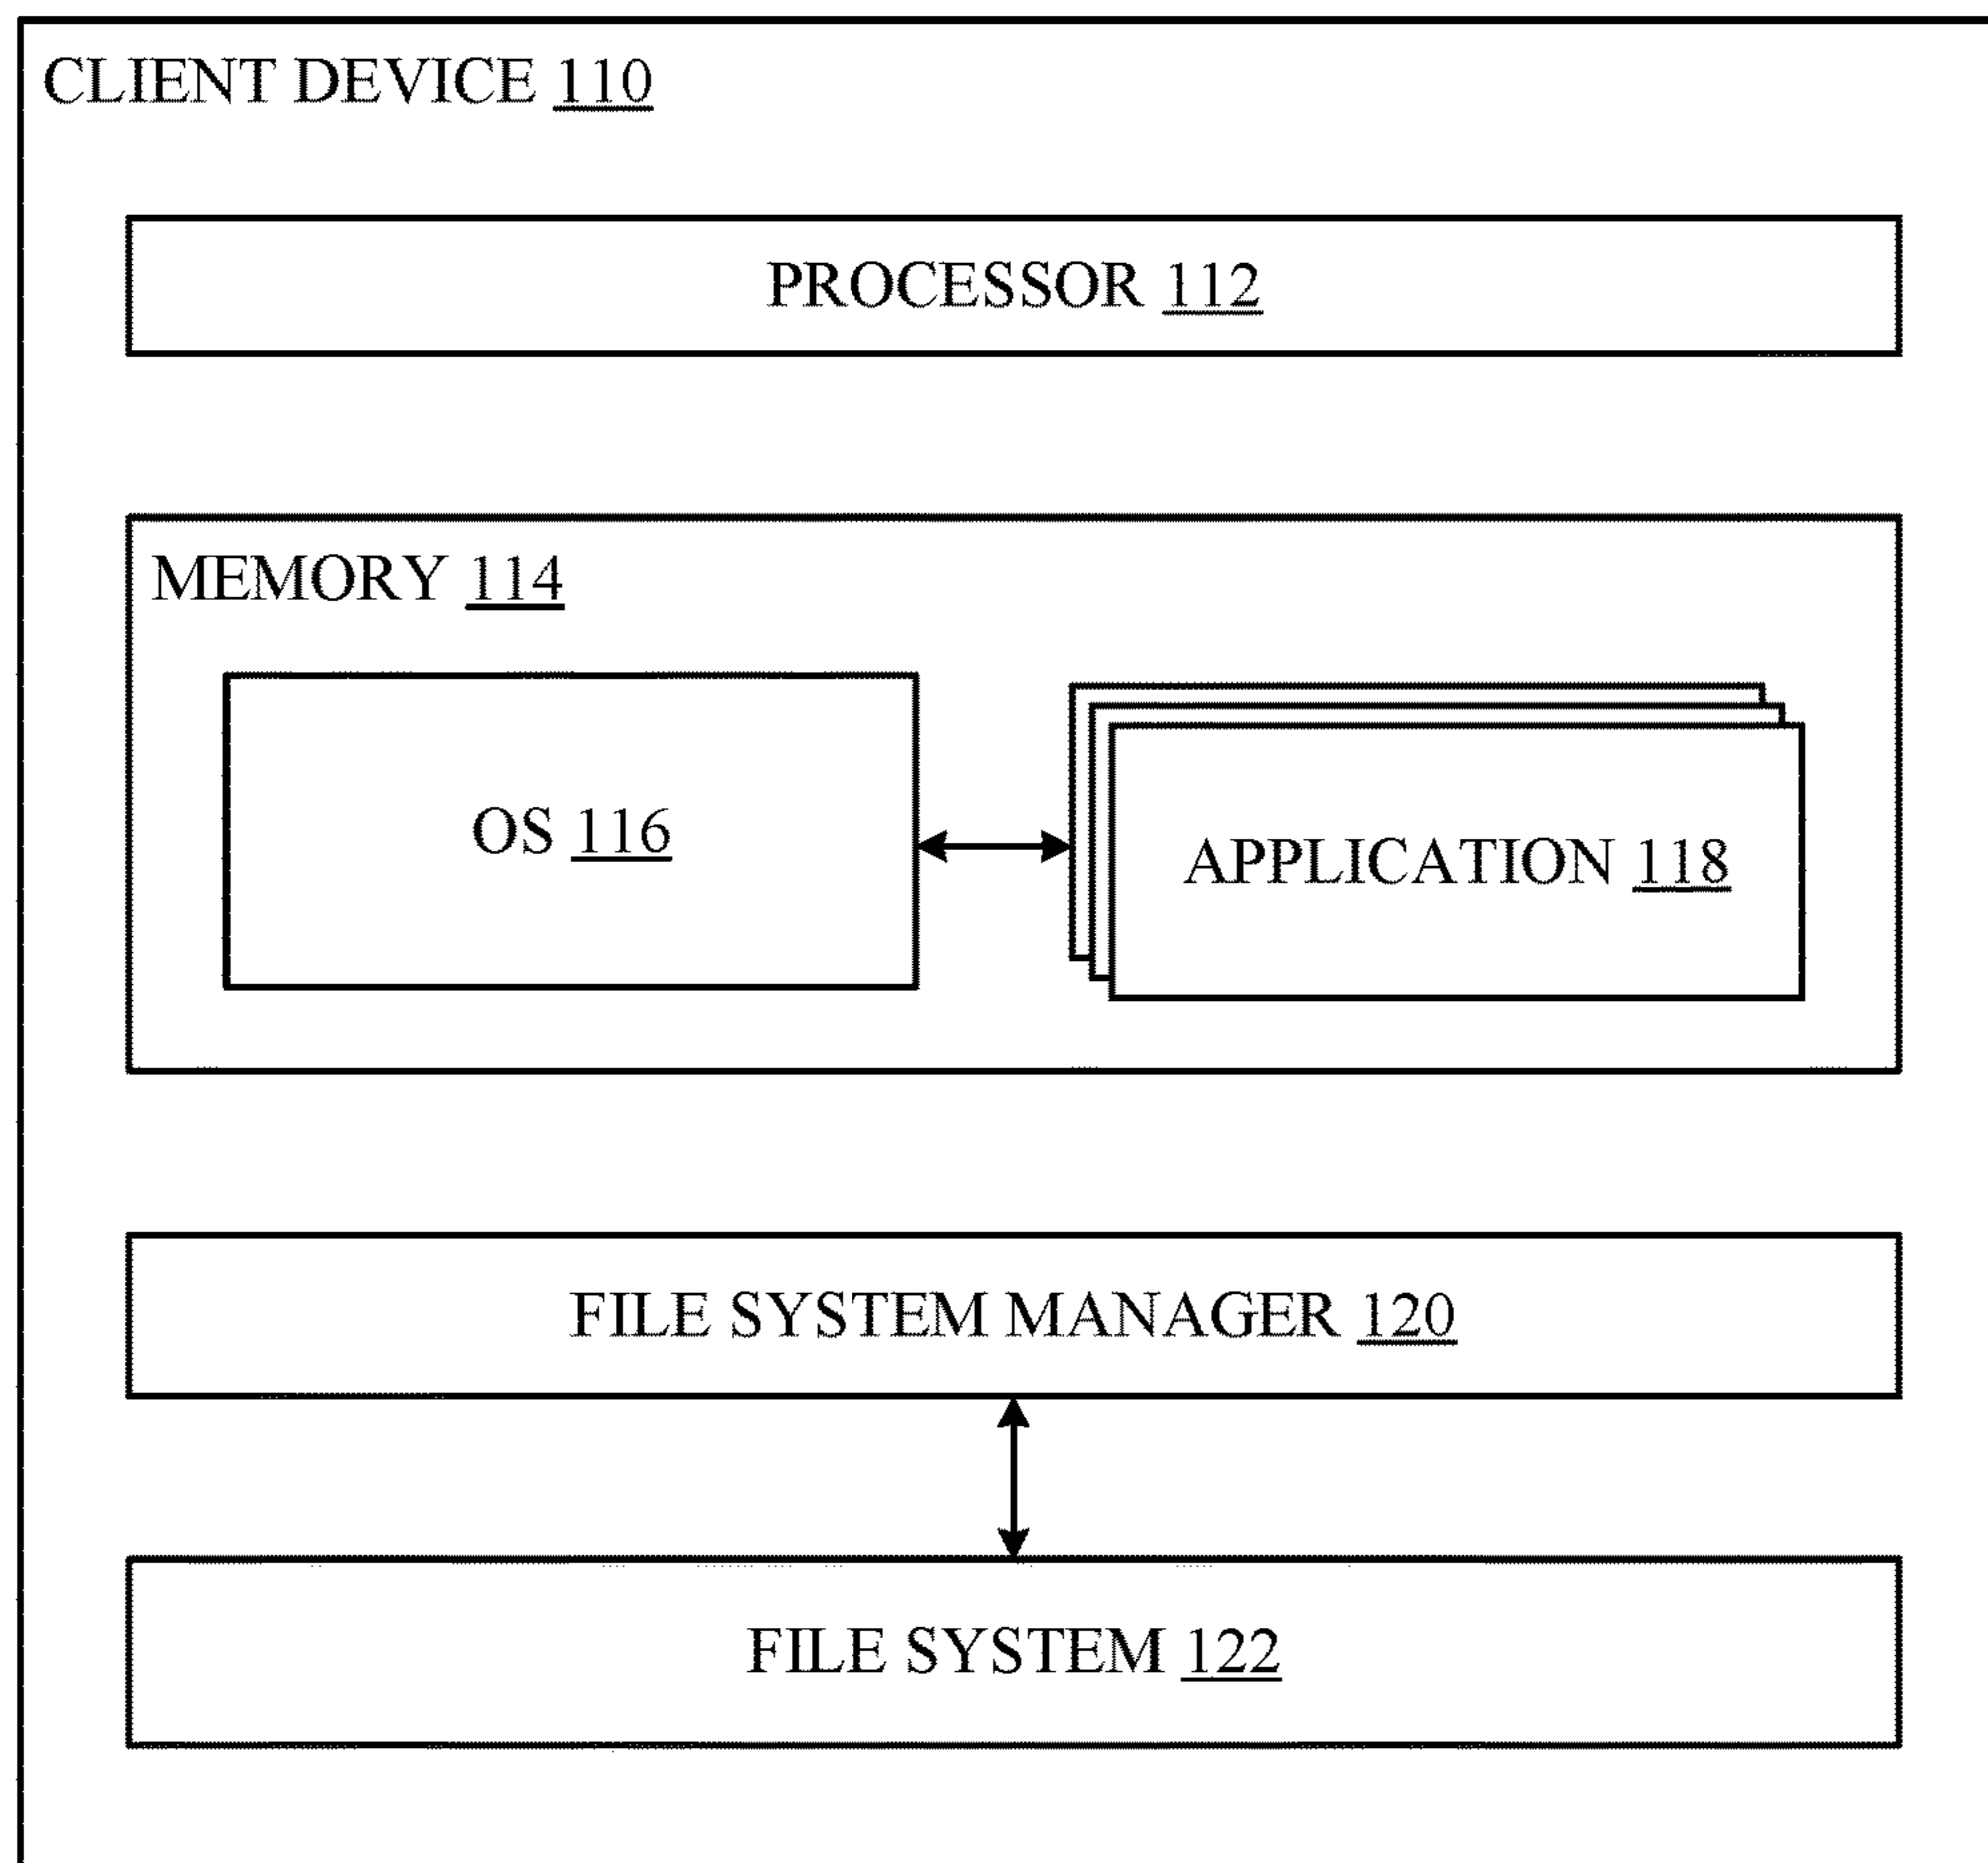 CLIENT DEVICE 110
PROCESSOR 112
MEMORY 114
OS 116
APPLICATION 118
FILE SYSTEM MANAGER 120
FILE SYSTEM 122